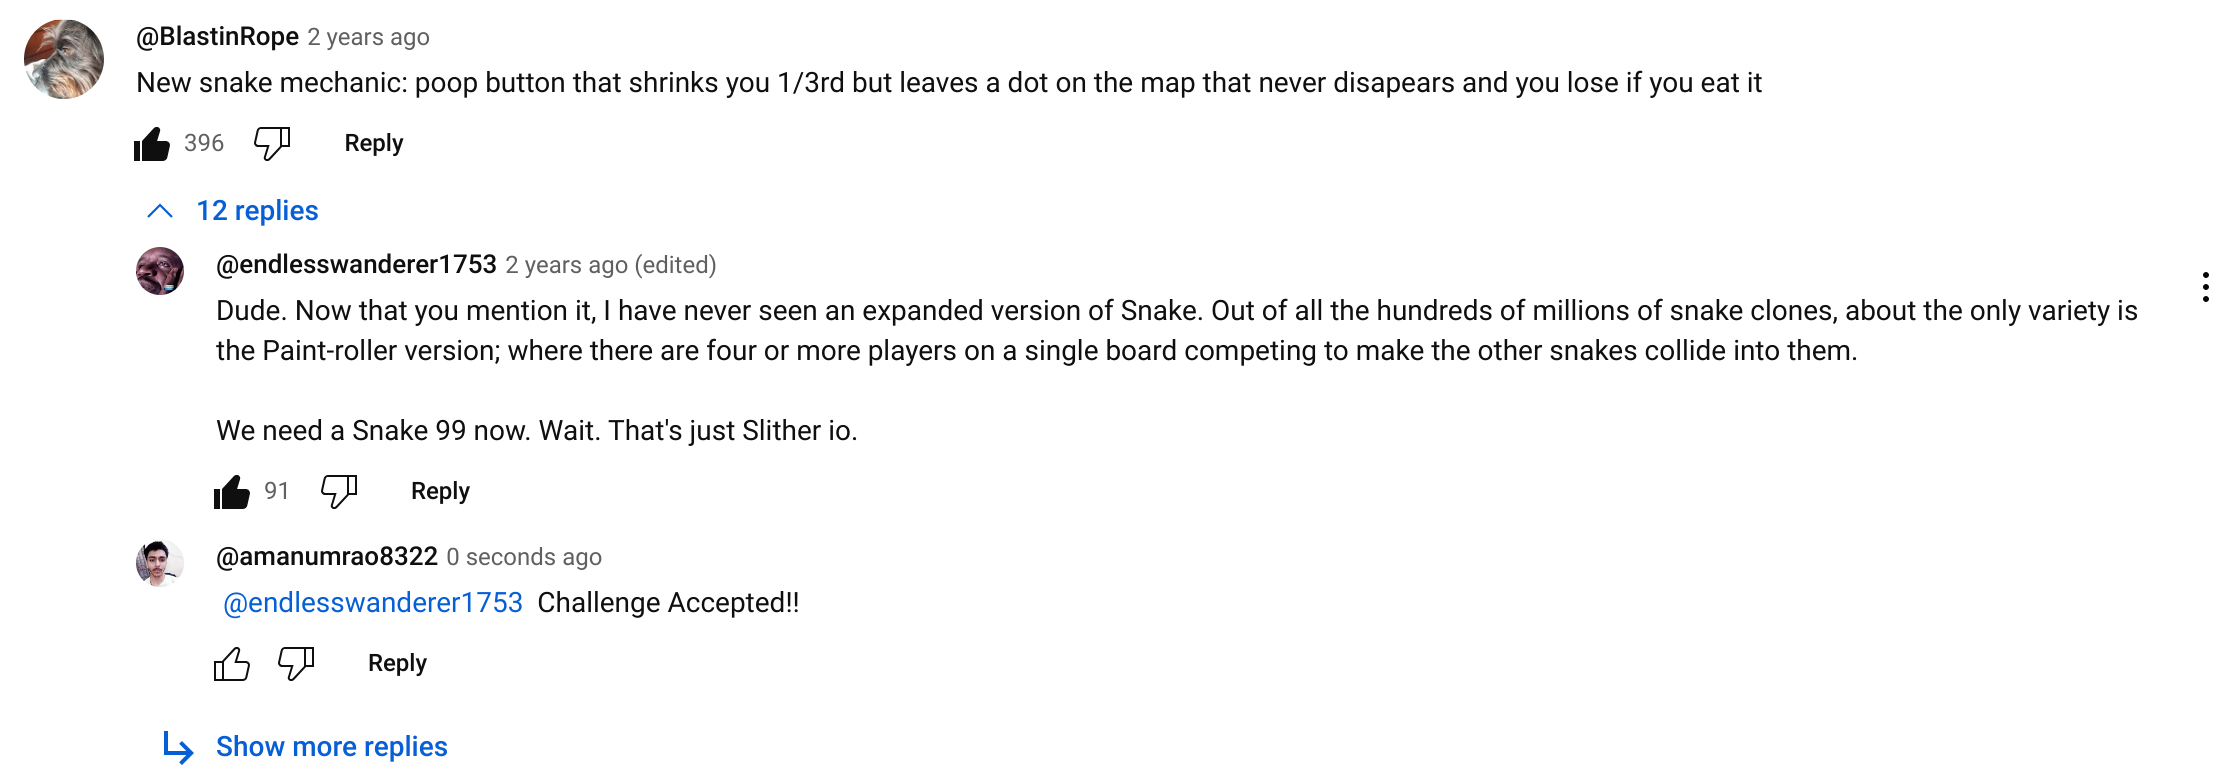 @BlastinRope 2 years ago
New snake mechanic: poop button that shrinks you 1/3rd but leaves a dot on the map that never disapears and you lose if you eat it
396 Reply
12 replies
@endlesswanderer1753 2 years ago (edited)
Dude. Now that you mention it, I have never seen an expanded version of Snake. Out of all the hundreds of millions of snake clones, about the only variety is
the Paint-roller version; where there are four or more players on a single board competing to make the other snakes collide into them.
We need a Snake 99 now. Wait. That's just Slither io.
91 Reply
@amanumrao8322 0 seconds ago
@endlesswanderer1753 Challenge Accepted!!
Reply
Show more replies